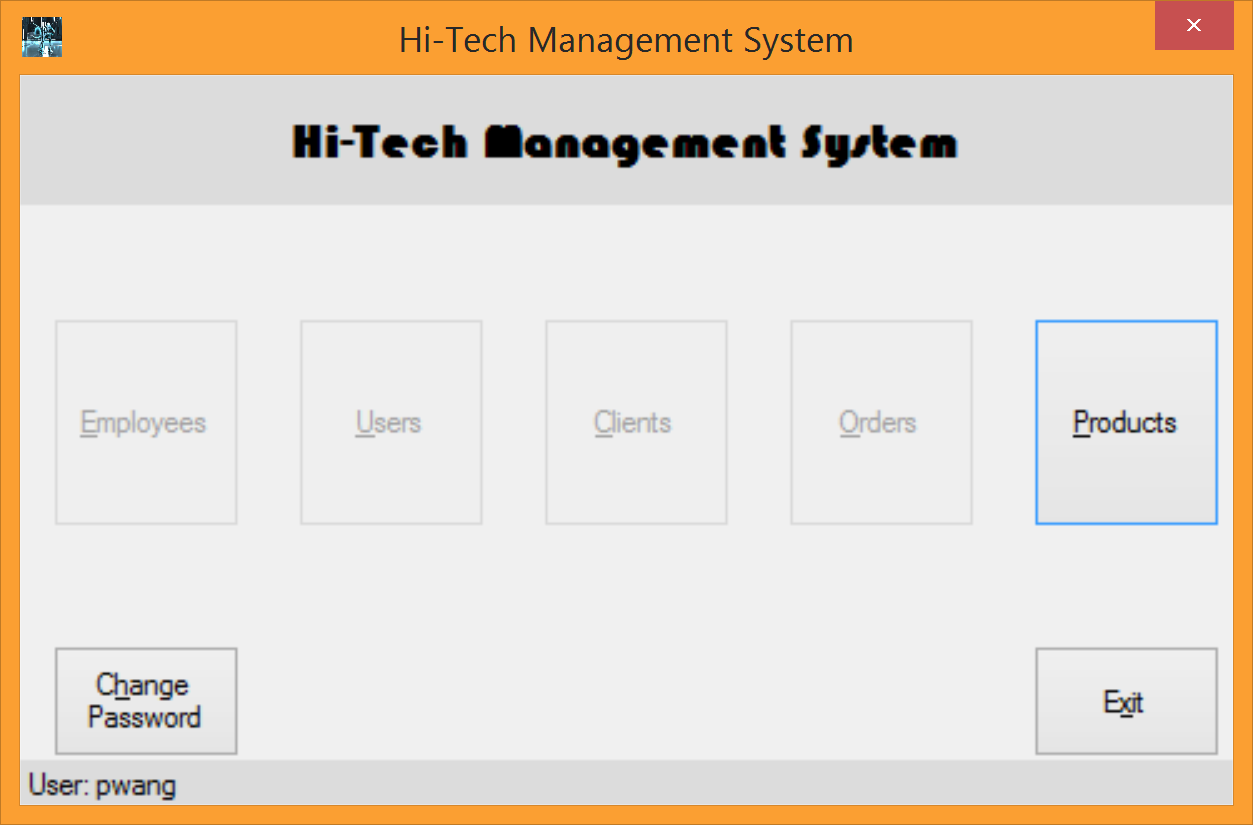 Hi-Tech Management System
Hi-Tech Management System
Employees
Users
Clients
Orders
Products
Change
Password
Exit
User: pwang